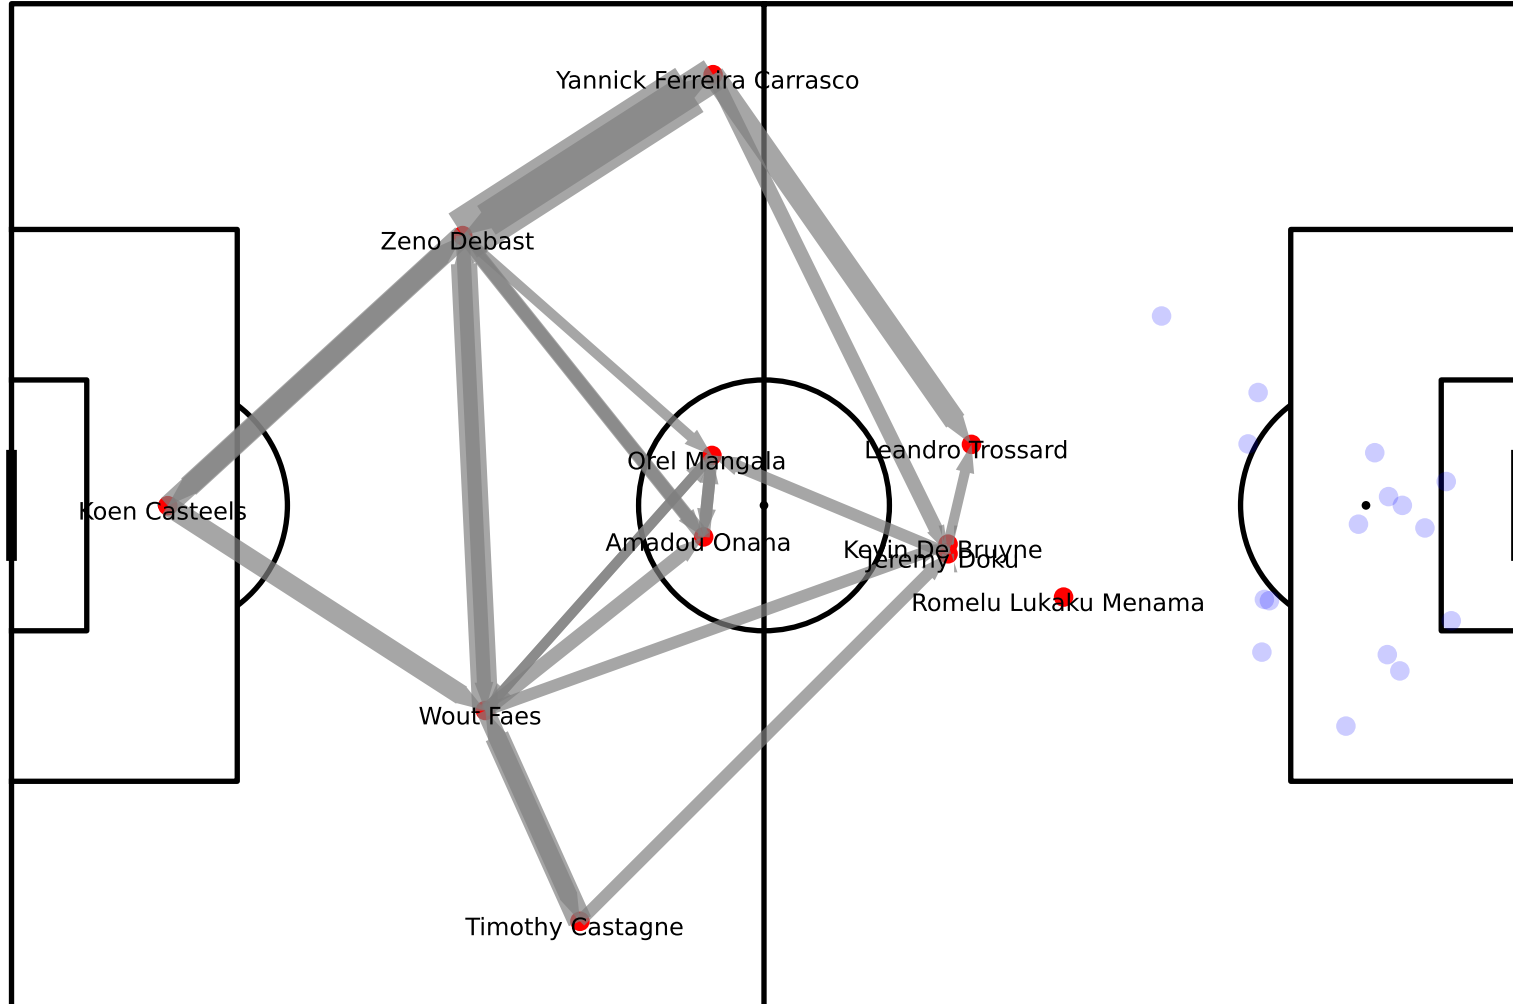 Yannick Ferreira Carrasco
Zeno Debast
Leandro Trossard
Orel Mangala
Koen Casteels
Amadou Onana
Kevin De Bruyne
Jérémy Doku
Romelu Lukaku Menama
Wout Faes
Timothy Castagne